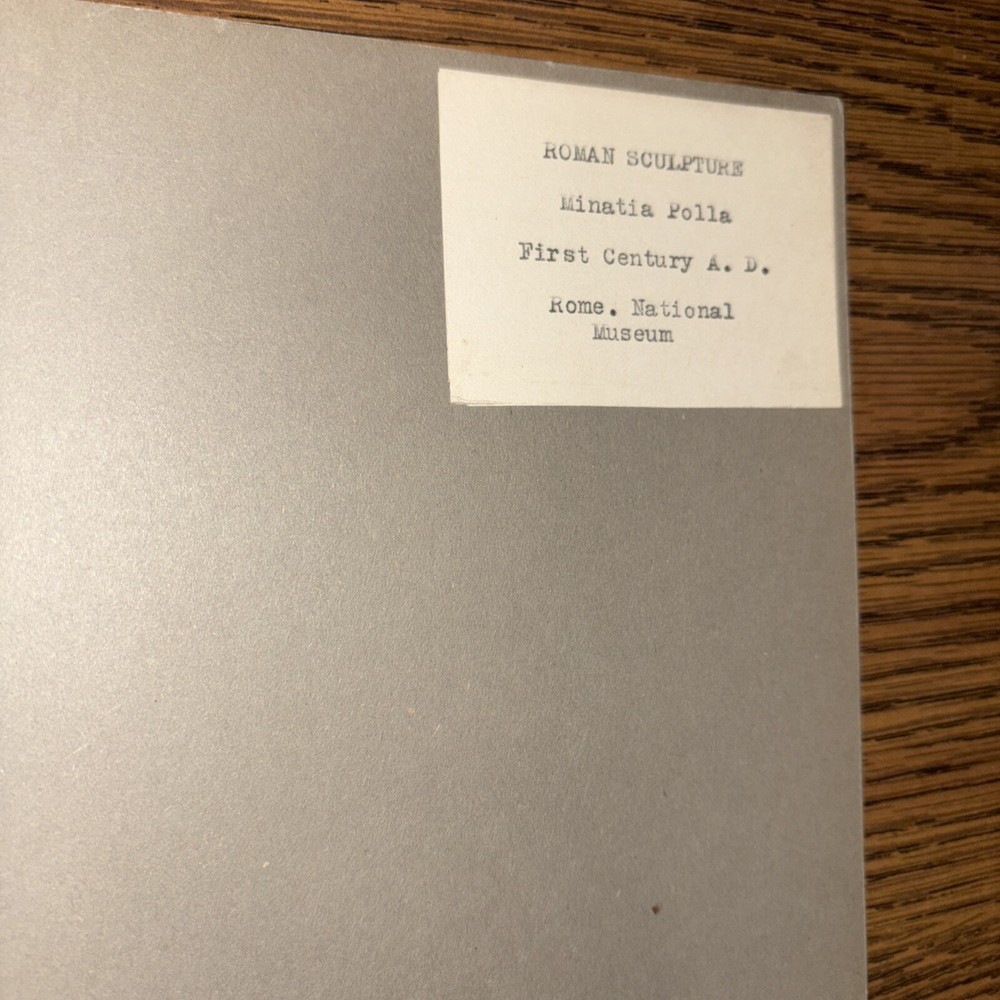 ROMAN SCULPTURE
Minatia Polla
First Century A. D.
Rome. National
Museum